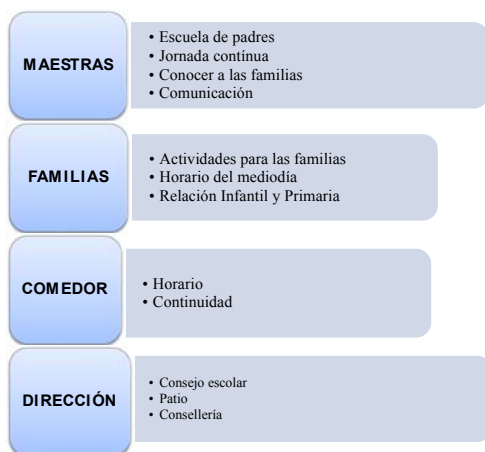 MAESTRAS
• Escuela de padres
• Jornada contínua
• Conocer a las familias
• Comunicación
FAMILIAS
• Actividades para las familias
• Horario del mediodía
• Relación Infantil y Primaria
COMEDOR
• Horario
• Continuidad
DIRECCIÓN
• Consejo escolar
• Patio
• Consellería